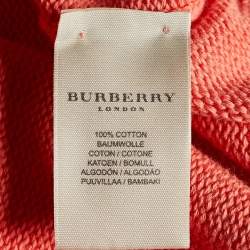 BURBERRY
LONDON
100% COTTON
BAUMWOLLE
COTON / COTONE
KATOEN / BOMULL
ALGODÓN / ALGODÃO
PUUVILLAA / BAMBAKI